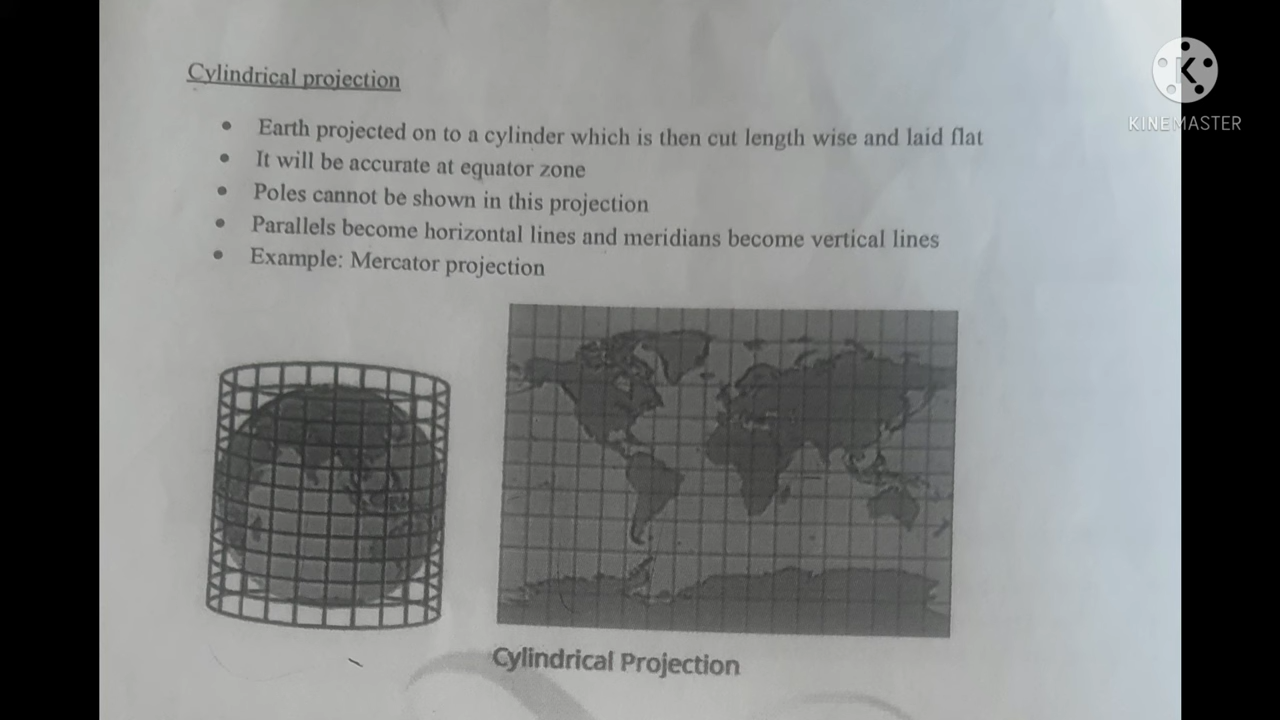 Cylindrical projection
• Earth projected on to a cylinder which is then cut length wise and laid flat
• It will be accurate at equator zone
• Poles cannot be shown in this projection
• Parallels become horizontal lines and meridians become vertical lines
• Example: Mercator projection
Cylindrical Projection
K
KINEMASTER